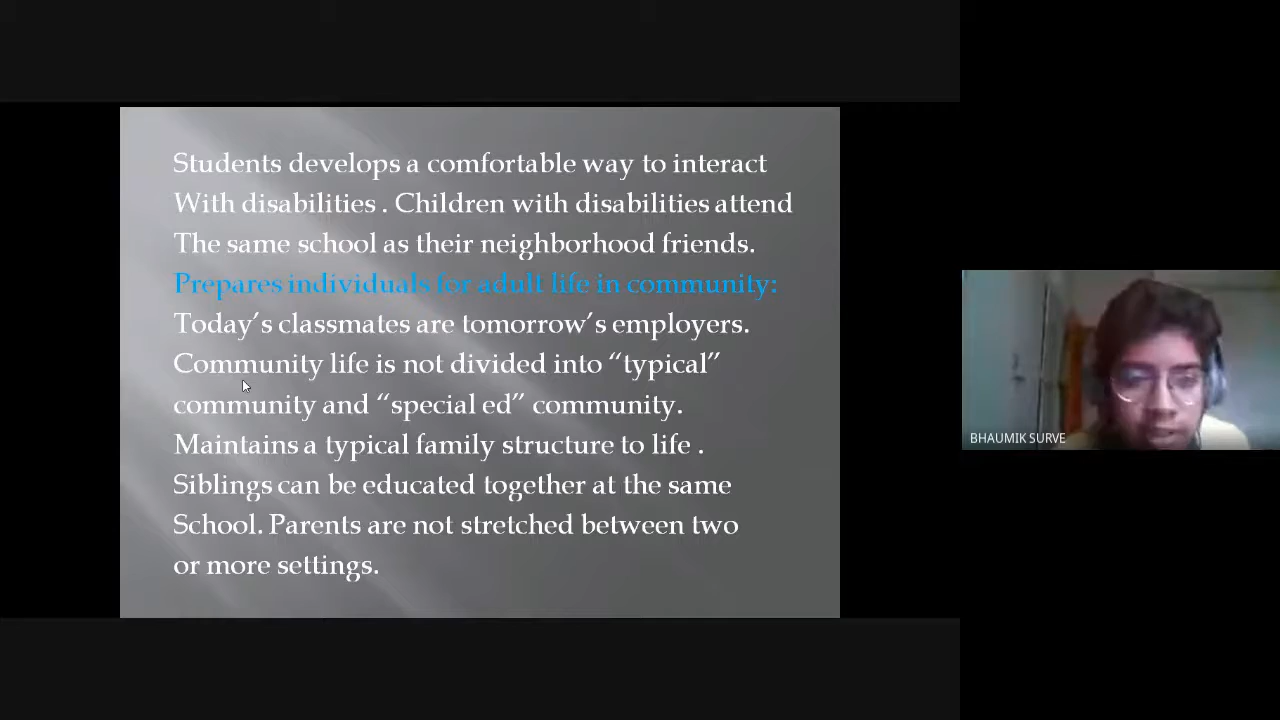 Students develops a comfortable way to interact
With disabilities . Children with disabilities attend
The same school as their neighborhood friends.
Prepares individuals for adult life in community:
Today’s classmates are tomorrow’s employers.
Community life is not divided into “typical”
community and “special ed” community.
Maintains a typical family structure to life .
Siblings can be educated together at the same
School. Parents are not stretched between two
or more settings.
BHAUMIK SURVE